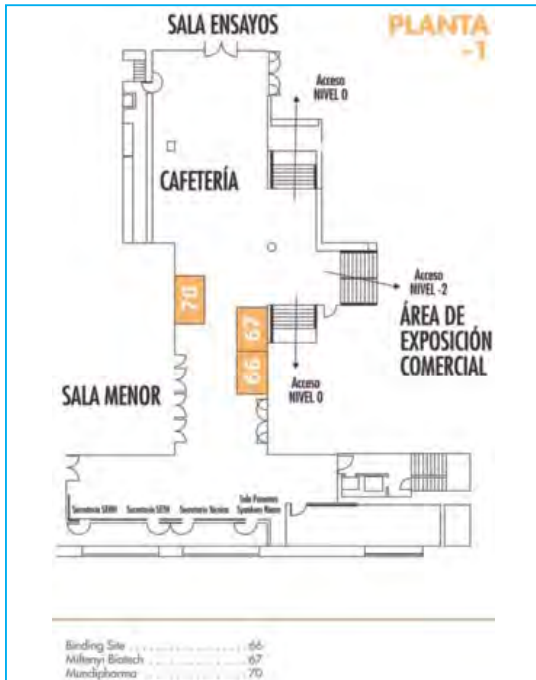 SALA ENSAYOS
PLANTA
-1
Acceso
NIVEL 0
CAFETERÍA
Acceso
NIVEL -2
70
67
66
ÁREA DE
EXPOSICIÓN
COMERCIAL
Acceso
NIVEL 0
SALA MENOR
Secretaría SEHH Secretaría SETH Secretaría Técnica Sala Ponentes
Speakers Room
Binding Site . . . . . . . . . . . . . . . . 66
Miltenyi Biotech . . . . . . . . . . . . . 67
Mundipharma . . . . . . . . . . . . . . 70